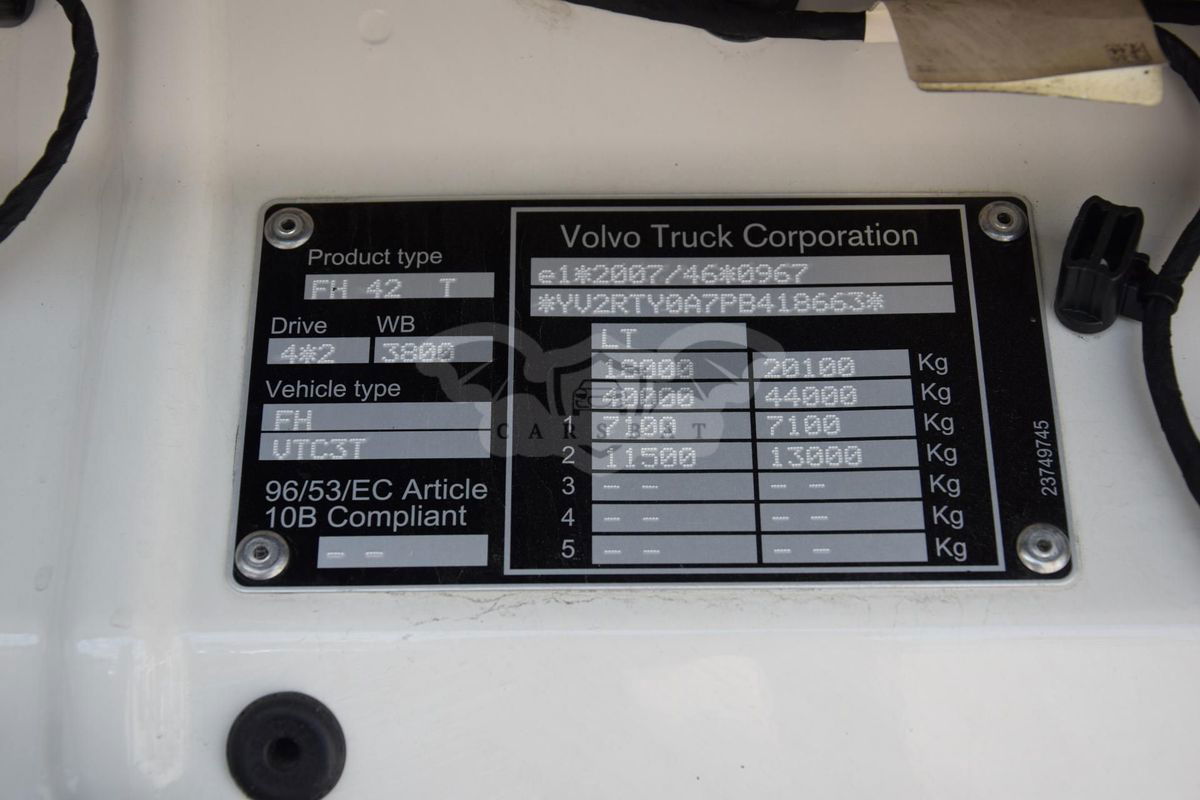 Volvo Truck Corporation
Product type
FH 42 T
e1*2007/46*0967
*YV2RTY0A7PB418663*
Drive WB
4*2 3800
LT
18000 20100 Kg
40000 44000 Kg
Vehicle type
FH
VTC3T
1 7100 7100 Kg
2 11500 13000 Kg
3 -- -- Kg
4 -- -- Kg
5 -- -- Kg
96/53/EC Article
10B Compliant
-- 
23749745
CARSBAT